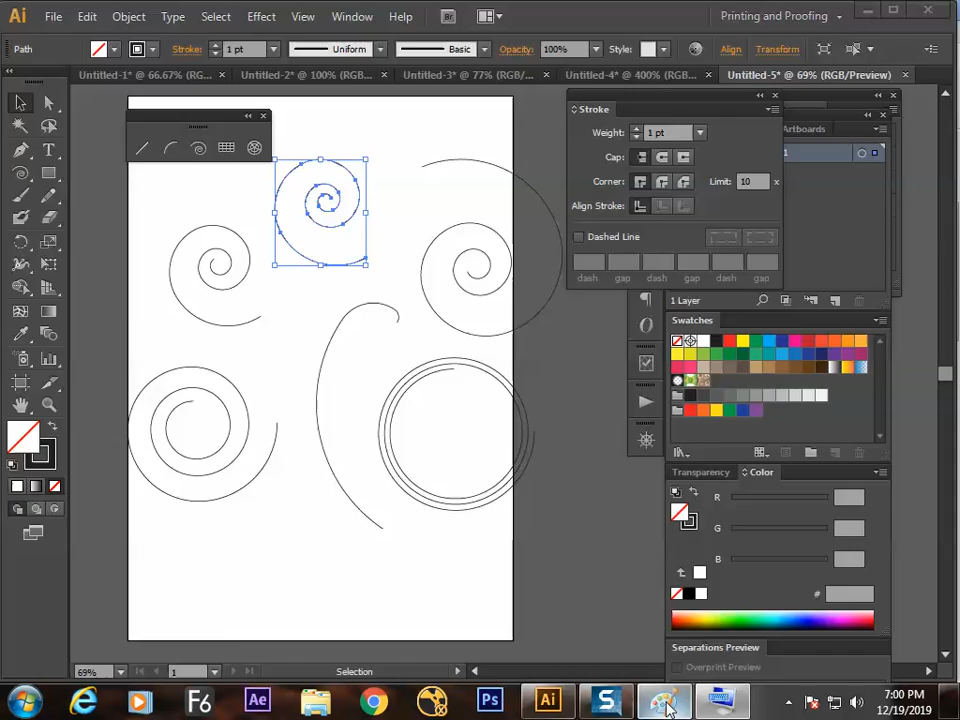 Ai File Edit Object Type Select Effect View Window Help Br Printing and Proofing
Path Stroke: 1 pt Uniform Basic Opacity: 100% Style: Align Transform
Untitled-1* @ 66.67% (RG... × Untitled-2* @ 100% (RGB... × Untitled-3* @ 77% (RGB/... × Untitled-4* @ 400% (RGB... × Untitled-5* @ 69% (RGB/Preview) ×
Stroke
Weight: 1 pt
Artboards
Cap:
1
Corner: Limit: 10 x
Align Stroke:
Dashed Line
dash gap dash gap dash gap
1 Layer
Swatches
Transparency Color
R
G
B
#
Separations Preview
Overprint Preview
69% 1 Selection
F6 Ae Ps Ai S
7:00 PM
12/19/2019